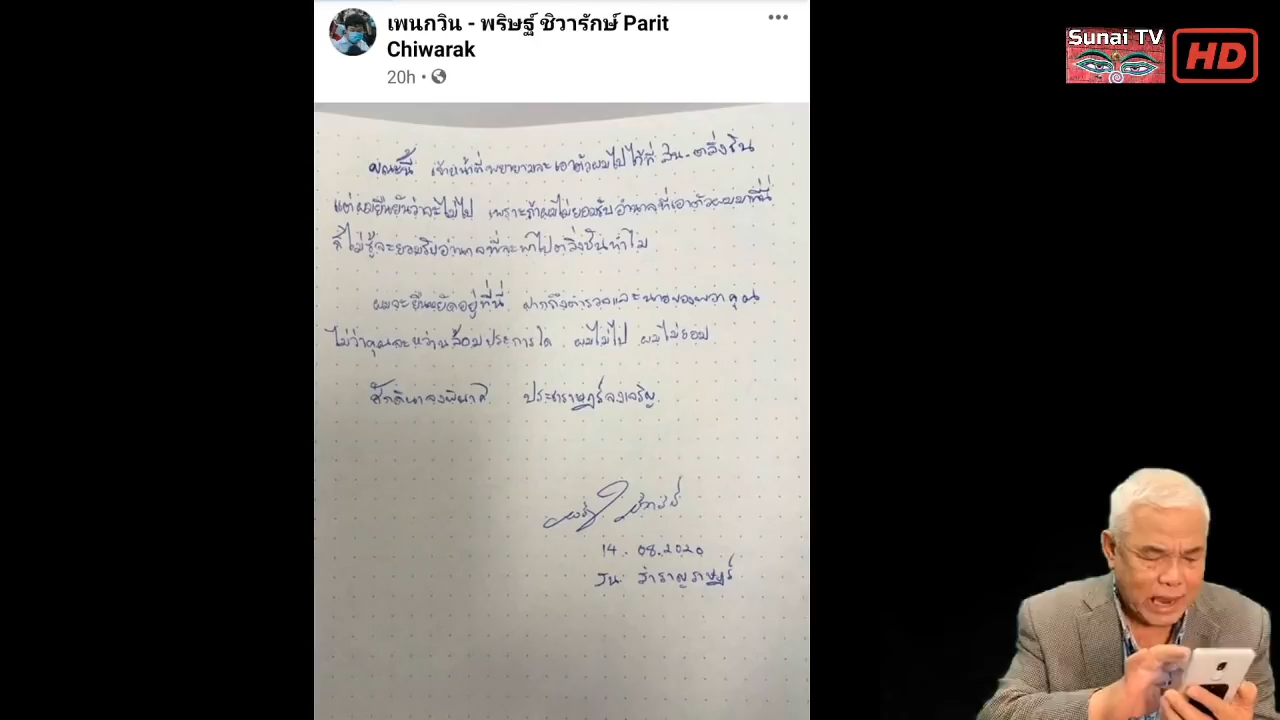 เพนกวิน - พริษฐ์ ชิวารักษ์ Parit
Chiwarak
20h
Sunai TV
HD
ขณะนี้ เจ้าหน้าที่พยายามจะเอาตัวผมไปไว้ที่ สน.ตลิ่งชัน
แต่ผมยืนยันว่าจะไม่ไป เพราะถ้าผมไม่ยอมรับอำนาจที่เอาตัวผมมาที่นี่
ก็ไม่รู้จะยอมรับอำนาจที่จะพาไปตลิ่งชันทำไม
ผมจะยืนหยัดอยู่ที่นี่ ฝากถึงตำรวจและนายของพวกคุณ
ไม่ว่าคุณจะหว่านล้อมประการใด ผมไม่ไป ผมไม่ยอม
ศักดินาจงพินาศ ประชาราษฎร์จงเจริญ
14.08.2020
สน. สำราญราษฎร์